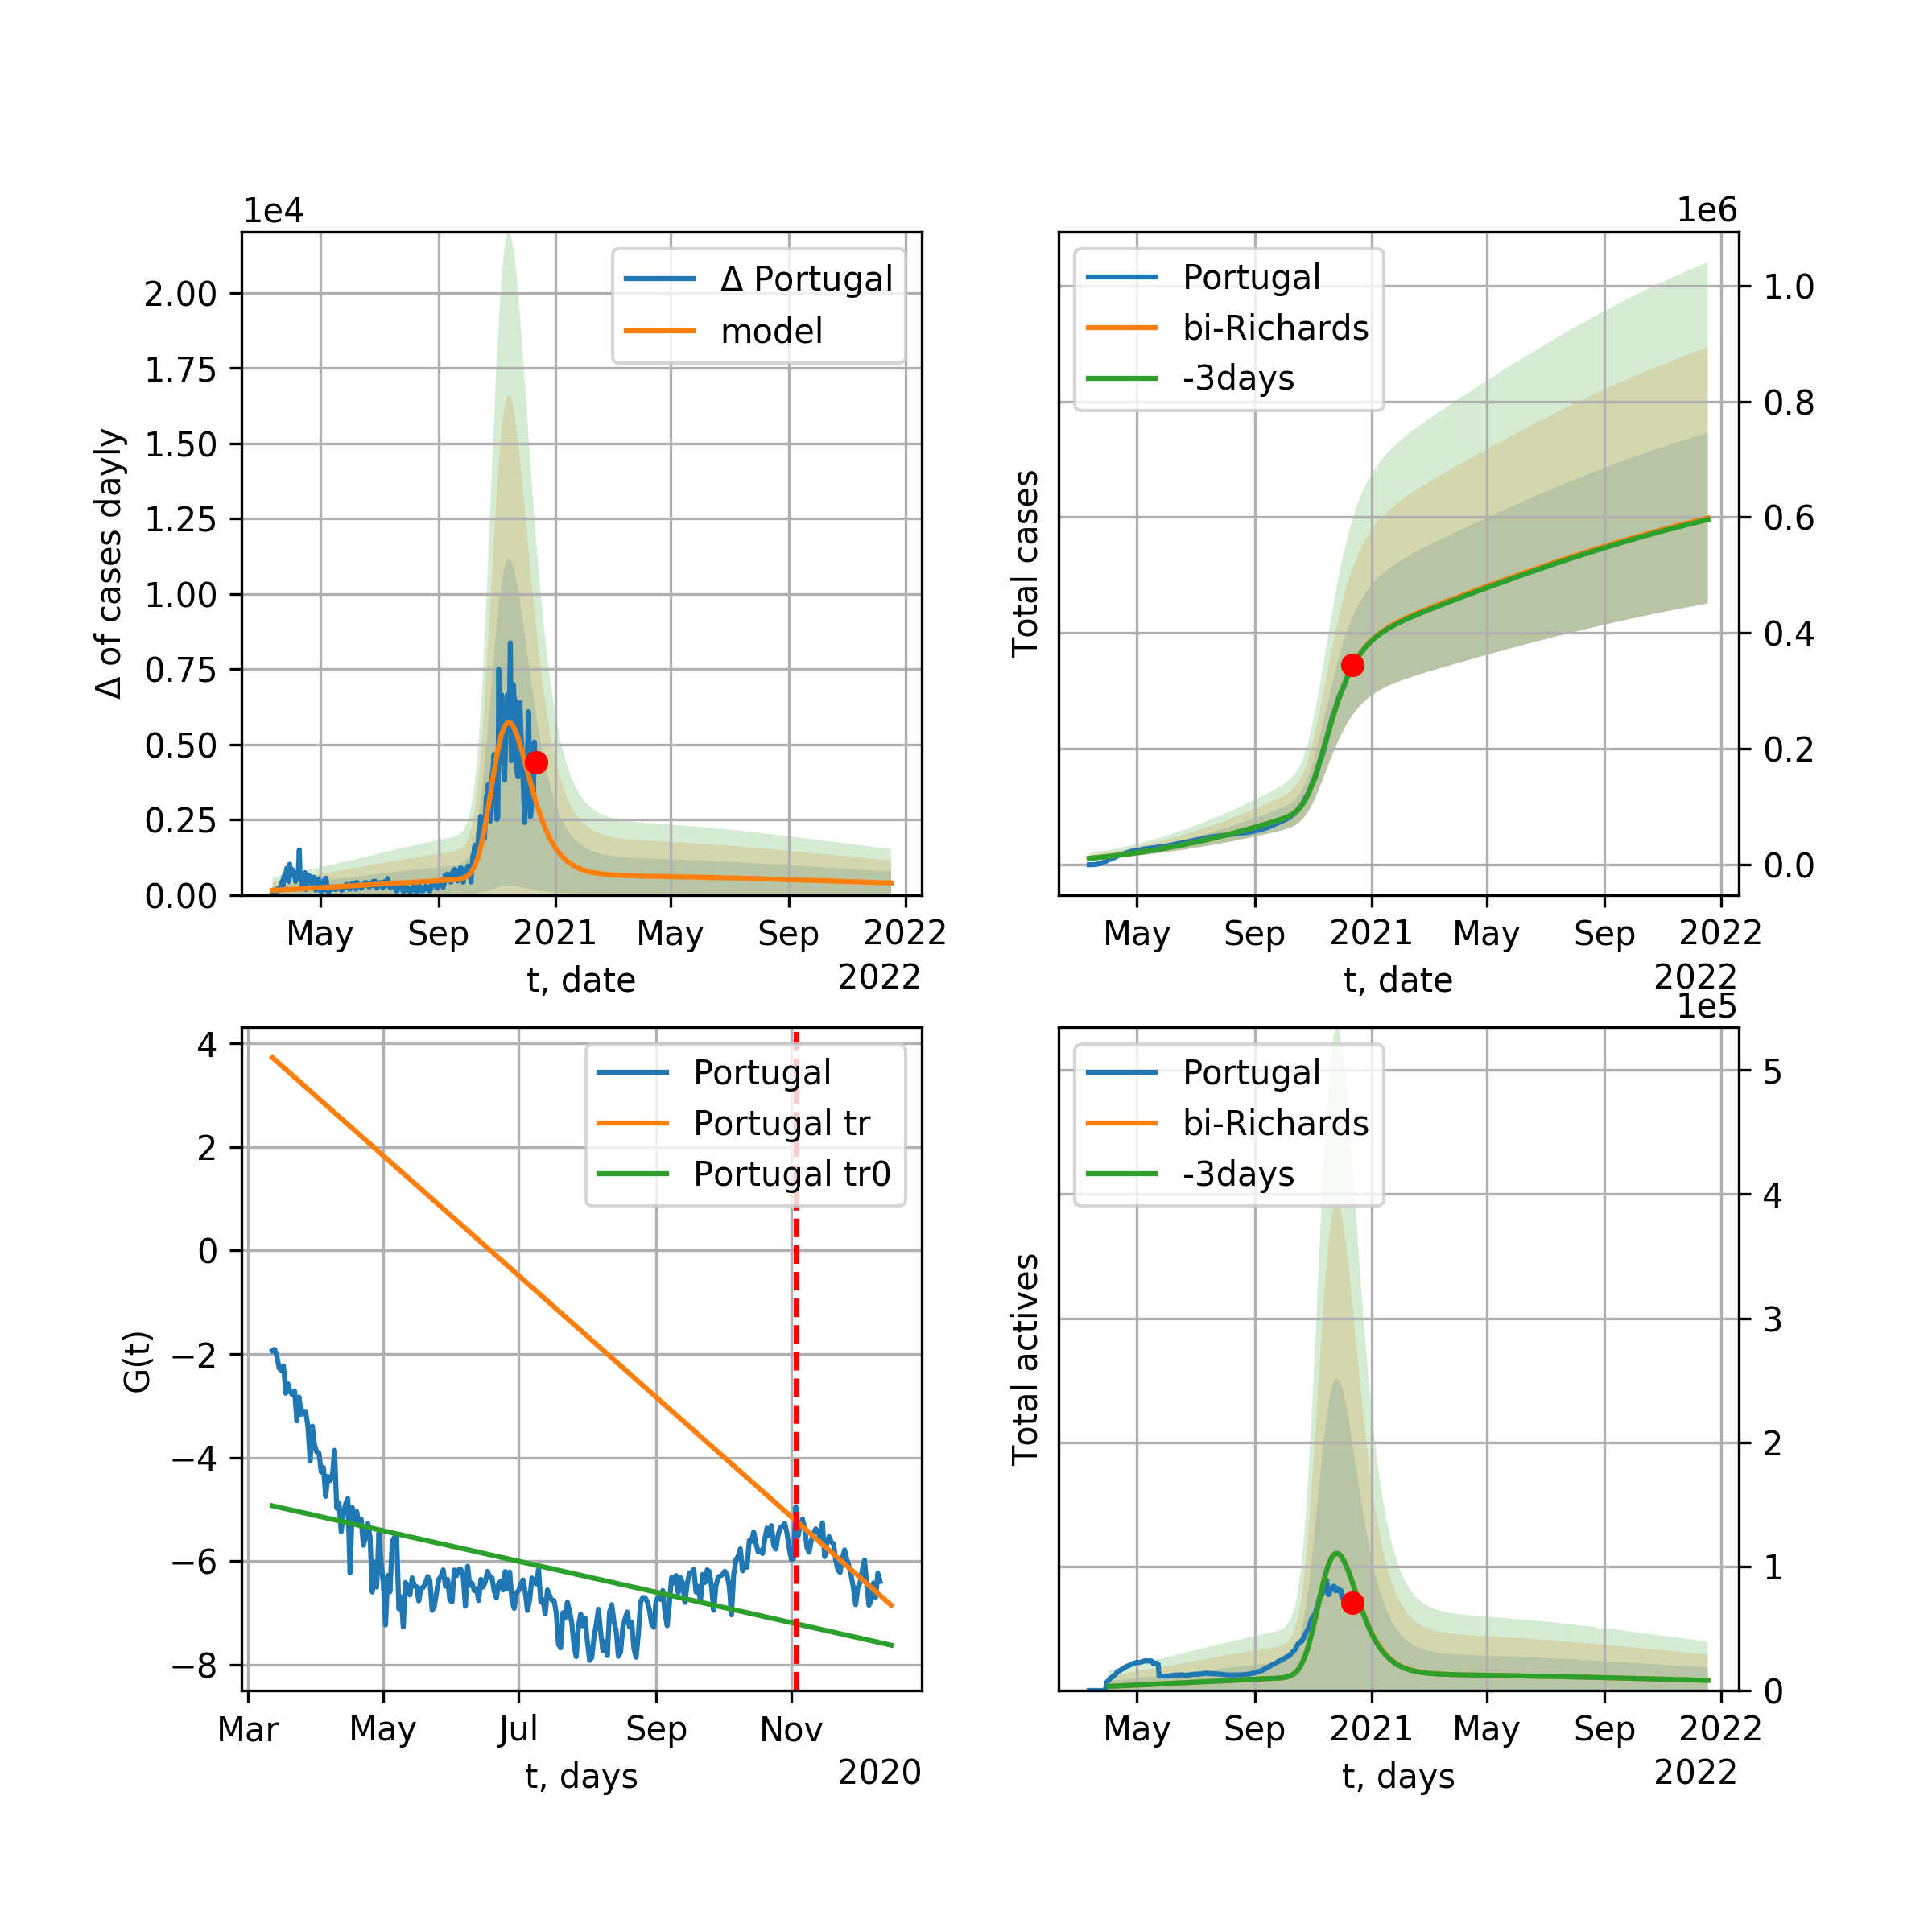 1e4
Δ of cases dayly
2.00
1.75
1.50
1.25
1.00
0.75
0.50
0.25
0.00
Δ Portugal
model
May Sep 2021 May Sep 2022
t, date
2022
1e6
Total cases
Portugal
bi-Richards
-3days
1.0
0.8
0.6
0.4
0.2
0.0
May Sep 2021 May Sep 2022
t, date
2022
G(t)
4
2
0
−2
−4
−6
−8
Portugal
Portugal tr
Portugal tr0
Mar May Jul Sep Nov
t, days
2020
1e5
Total actives
Portugal
bi-Richards
-3days
5
4
3
2
1
0
May Sep 2021 May Sep 2022
t, days
2022